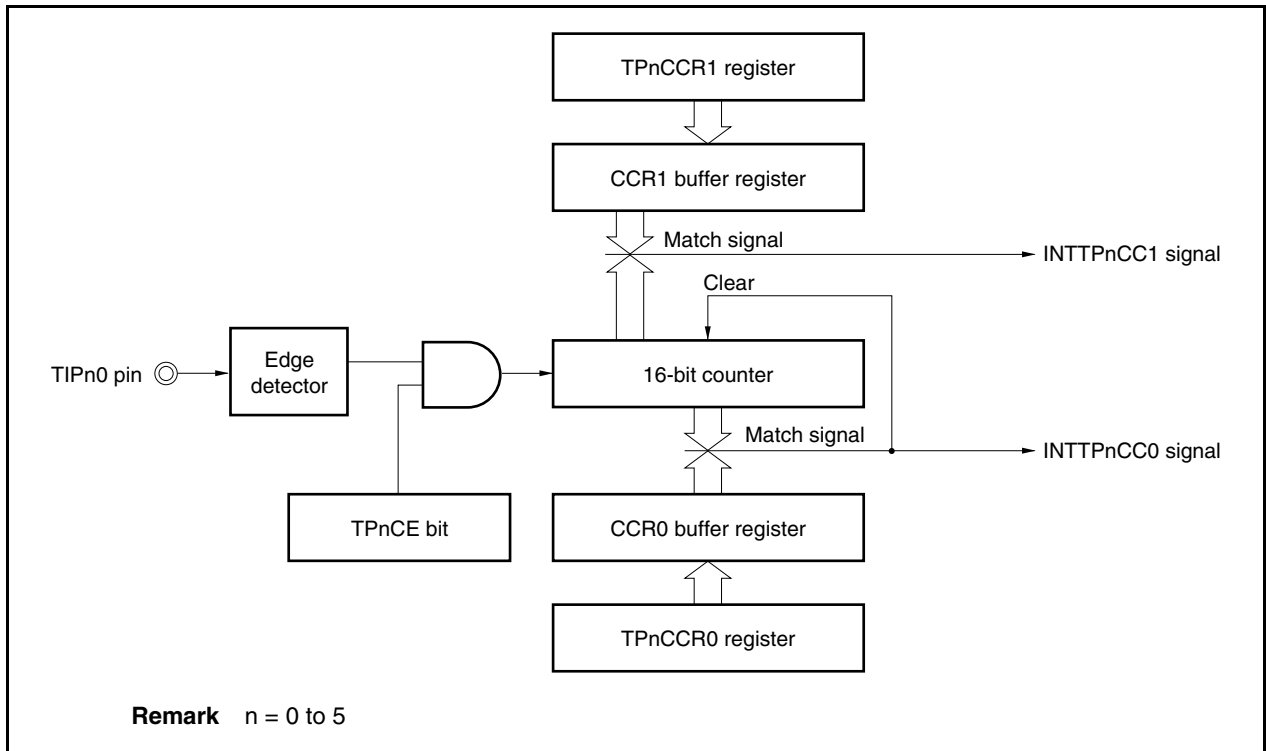 TPnCCR1 register
CCR1 buffer register
Match signal
INTTPnCC1 signal
Clear
TIPn0 pin
Edge
detector
16-bit counter
Match signal
INTTPnCC0 signal
TPnCE bit
CCR0 buffer register
TPnCCR0 register
Remark n = 0 to 5